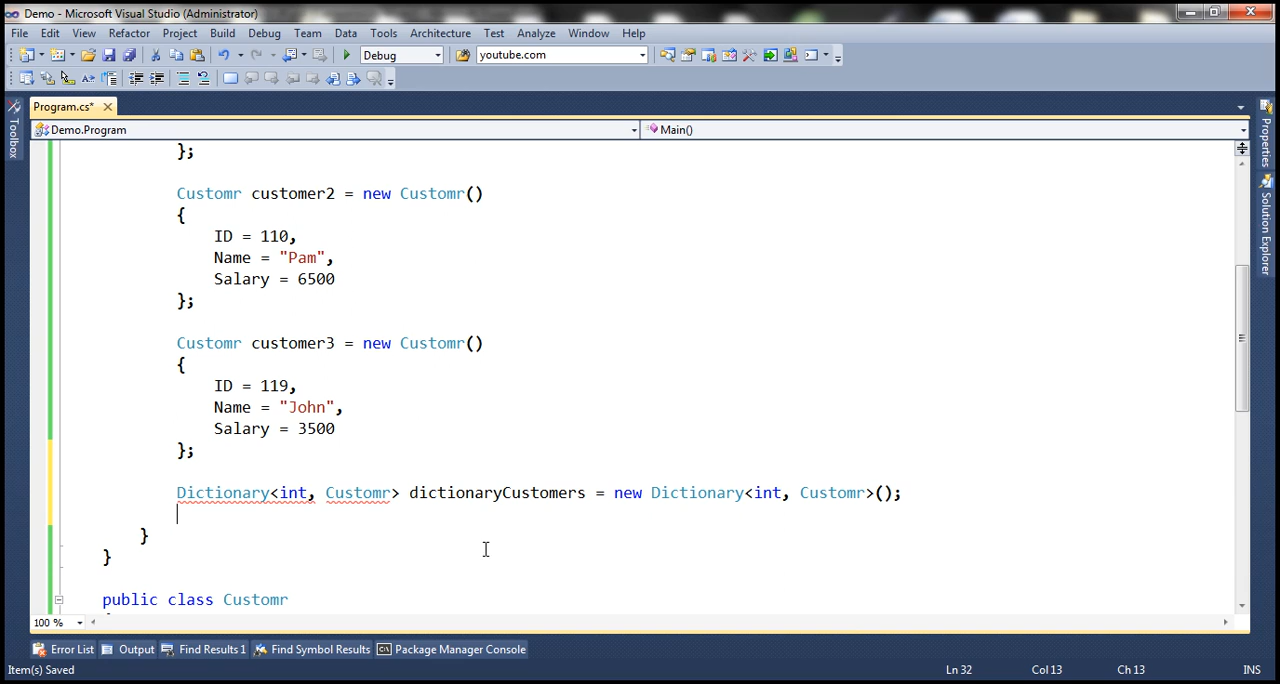 Demo - Microsoft Visual Studio (Administrator)
File Edit View Refactor Project Build Debug Team Data Tools Architecture Test Analyze Window Help
Debug youtube.com
Program.cs*
Demo.Program Main()
};
Customr customer2 = new Customr()
{
ID = 110,
Name = "Pam",
Salary = 6500
};
Customr customer3 = new Customr()
{
ID = 119,
Name = "John",
Salary = 3500
};
Dictionary<int, Customr> dictionaryCustomers = new Dictionary<int, Customr>();
}
}
public class Customr
100 %
Error List Output Find Results 1 Find Symbol Results Package Manager Console
Item(s) Saved Ln 32 Col 13 Ch 13 INS
Toolbox
Properties
Solution Explorer